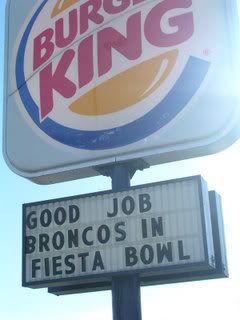 BURGER
KING
GOOD JOB
BRONCOS IN
FIESTA BOWL